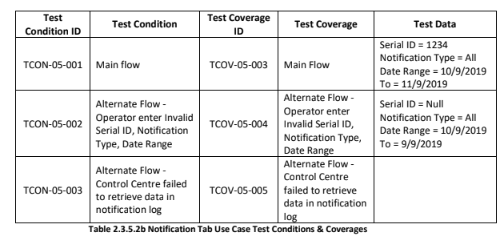 Test
Condition ID
Test Condition
Test Coverage
ID
Test Coverage
Test Data
TCON-05-001
Main flow
TCOV-05-003
Main Flow
Serial ID = 1234
Notification Type = All
Date Range = 10/9/2019
To = 11/9/2019
TCON-05-002
Alternate Flow -
Operator enter Invalid
Serial ID, Notification
Type, Date Range
TCOV-05-004
Alternate Flow -
Operator enter
Invalid Serial ID,
Notification Type,
Date Range
Serial ID = Null
Notification Type = All
Date Range = 10/9/2019
To = 9/9/2019
TCON-05-003
Alternate Flow -
Control Centre failed
to retrieve data in
notification log
TCOV-05-005
Alternate Flow -
Control Centre
failed to retrieve
data in notification
log
Table 2.3.5.2b Notification Tab Use Case Test Conditions & Coverages